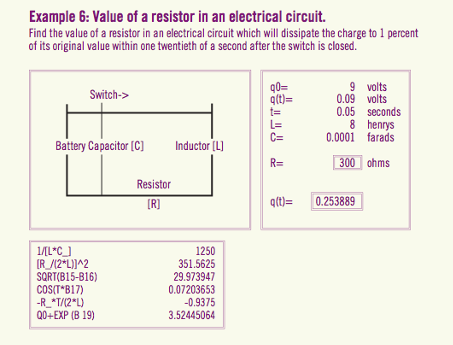 Example 6: Value of a resistor in an electrical circuit.
Find the value of a resistor in an electrical circuit which will dissipate the charge to 1 percent
of its original value within one twentieth of a second after the switch is closed.
Switch->
Battery Capacitor [C] Inductor [L]
Resistor
[R]
q0= 9 volts
q(t)= 0.09 volts
t= 0.05 seconds
L= 8 henrys
C= 0.0001 farads
R= 300 ohms
q(t)= 0.253889
1/[L*C_] 1250
[R_/(2*L)]^2 351.5625
SQRT(B15-B16) 29.973947
COS(T*B17) 0.07203653
-R_*T/(2*L) -0.9375
Q0+EXP (B 19) 3.52445064